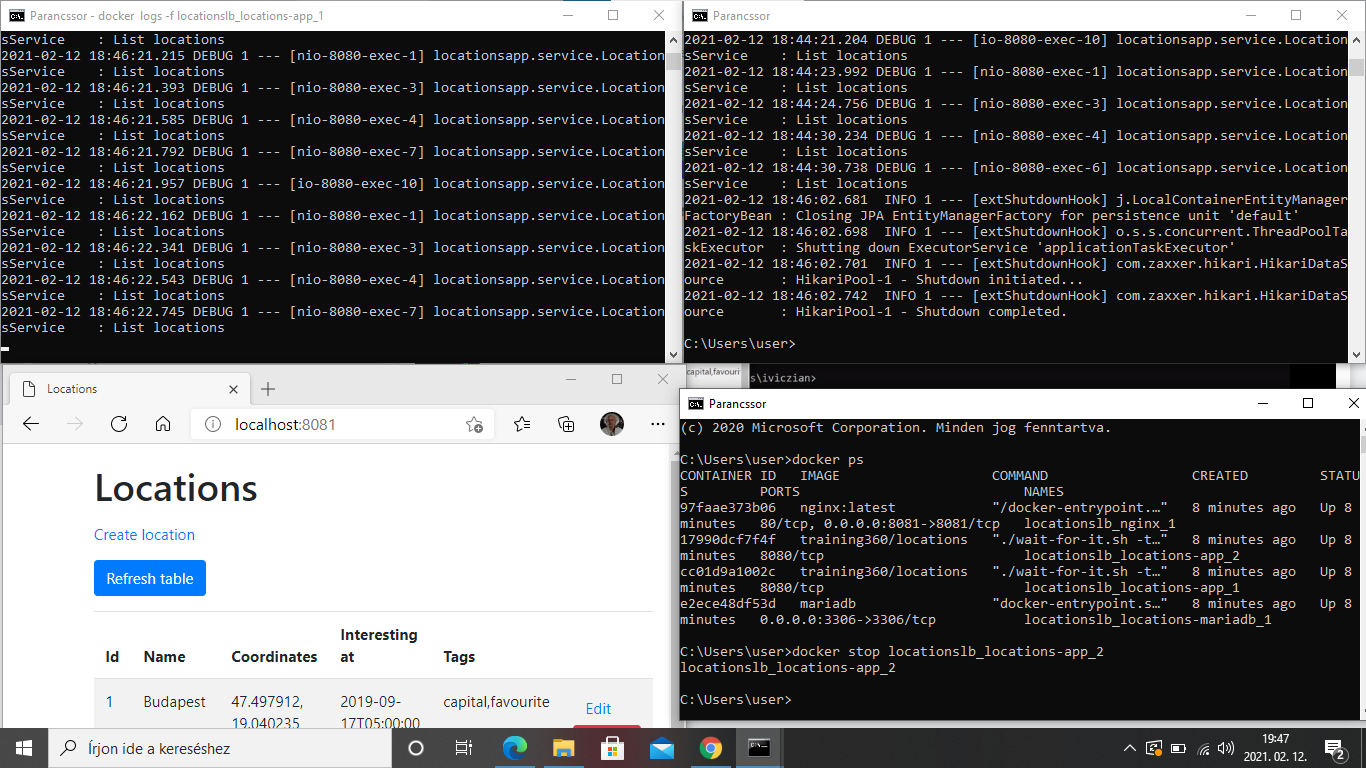 Parancssor - docker logs -f locationslb_locations-app_1
sService    : List locations
2021-02-12 18:46:21.215 DEBUG 1 --- [nio-8080-exec-1] locationsapp.service.Location
sService    : List locations
2021-02-12 18:46:21.393 DEBUG 1 --- [nio-8080-exec-3] locationsapp.service.Location
sService    : List locations
2021-02-12 18:46:21.585 DEBUG 1 --- [nio-8080-exec-4] locationsapp.service.Location
sService    : List locations
2021-02-12 18:46:21.792 DEBUG 1 --- [nio-8080-exec-7] locationsapp.service.Location
sService    : List locations
2021-02-12 18:46:21.957 DEBUG 1 --- [io-8080-exec-10] locationsapp.service.Location
sService    : List locations
2021-02-12 18:46:22.162 DEBUG 1 --- [nio-8080-exec-1] locationsapp.service.Location
sService    : List locations
2021-02-12 18:46:22.341 DEBUG 1 --- [nio-8080-exec-3] locationsapp.service.Location
sService    : List locations
2021-02-12 18:46:22.543 DEBUG 1 --- [nio-8080-exec-4] locationsapp.service.Location
sService    : List locations
2021-02-12 18:46:22.745 DEBUG 1 --- [nio-8080-exec-7] locationsapp.service.Location
sService    : List locations
Parancssor
2021-02-12 18:44:21.204 DEBUG 1 --- [io-8080-exec-10] locationsapp.service.Location
sService    : List locations
2021-02-12 18:44:23.992 DEBUG 1 --- [nio-8080-exec-1] locationsapp.service.Location
sService    : List locations
2021-02-12 18:44:24.756 DEBUG 1 --- [nio-8080-exec-3] locationsapp.service.Location
sService    : List locations
2021-02-12 18:44:30.234 DEBUG 1 --- [nio-8080-exec-4] locationsapp.service.Location
sService    : List locations
2021-02-12 18:44:30.738 DEBUG 1 --- [nio-8080-exec-6] locationsapp.service.Location
sService    : List locations
2021-02-12 18:46:02.681  INFO 1 --- [extShutdownHook] j.LocalContainerEntityManager
FactoryBean : Closing JPA EntityManagerFactory for persistence unit 'default'
2021-02-12 18:46:02.698  INFO 1 --- [extShutdownHook] o.s.s.concurrent.ThreadPoolTa
skExecutor  : Shutting down ExecutorService 'applicationTaskExecutor'
2021-02-12 18:46:02.701  INFO 1 --- [extShutdownHook] com.zaxxer.hikari.HikariDataS
ource       : HikariPool-1 - Shutdown initiated...
2021-02-12 18:46:02.742  INFO 1 --- [extShutdownHook] com.zaxxer.hikari.HikariDataS
ource       : HikariPool-1 - Shutdown completed.
C:\Users\user>
capital,favouri
s\iviczian>
Locations
localhost:8081
Locations
Create location
Refresh table
Id Name Coordinates Interesting at Tags
1 Budapest 47.497912, 2019-09- capital,favourite Edit
19.040235 17T05:00:00
Parancssor
(c) 2020 Microsoft Corporation. Minden jog fenntartva.
C:\Users\user>docker ps
CONTAINER ID   IMAGE                   COMMAND                  CREATED         STATU
S         PORTS                            NAMES
97faae373b06   nginx:latest            "/docker-entrypoint.…"   8 minutes ago   Up 8
minutes   80/tcp, 0.0.0.0:8081->8081/tcp   locationslb_nginx_1
17990dcf7f4f   training360/locations   "./wait-for-it.sh -t…"   8 minutes ago   Up 8
minutes   8080/tcp                         locationslb_locations-app_2
cc01d9a1002c   training360/locations   "./wait-for-it.sh -t…"   8 minutes ago   Up 8
minutes   8080/tcp                         locationslb_locations-app_1
e2ece48df53d   mariadb                 "docker-entrypoint.s…"   8 minutes ago   Up 8
minutes   0.0.0.0:3306->3306/tcp           locationslb_locations-mariadb_1
C:\Users\user>docker stop locationslb_locations-app_2
locationslb_locations-app_2
C:\Users\user>
Írjon ide a kereséshez
19:47
2021. 02. 12.
2